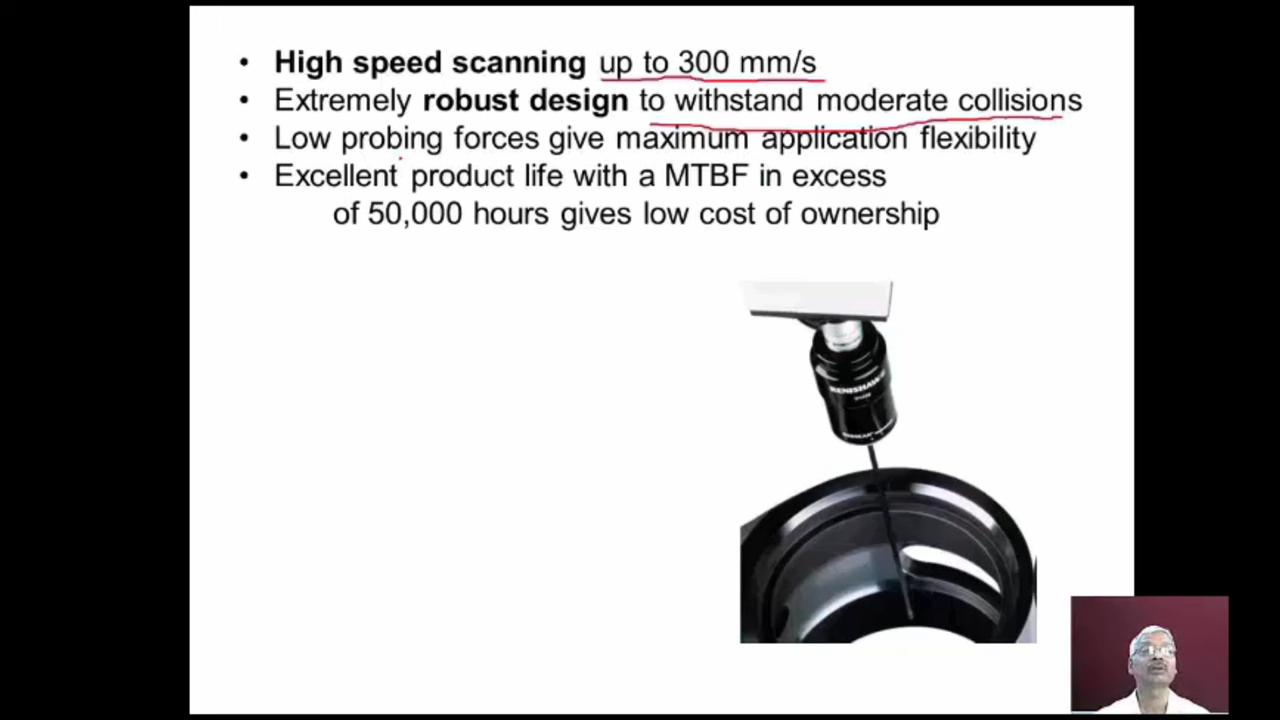 • High speed scanning up to 300 mm/s
• Extremely robust design to withstand moderate collisions
• Low probing forces give maximum application flexibility
• Excellent product life with a MTBF in excess
of 50,000 hours gives low cost of ownership
RENISHAW